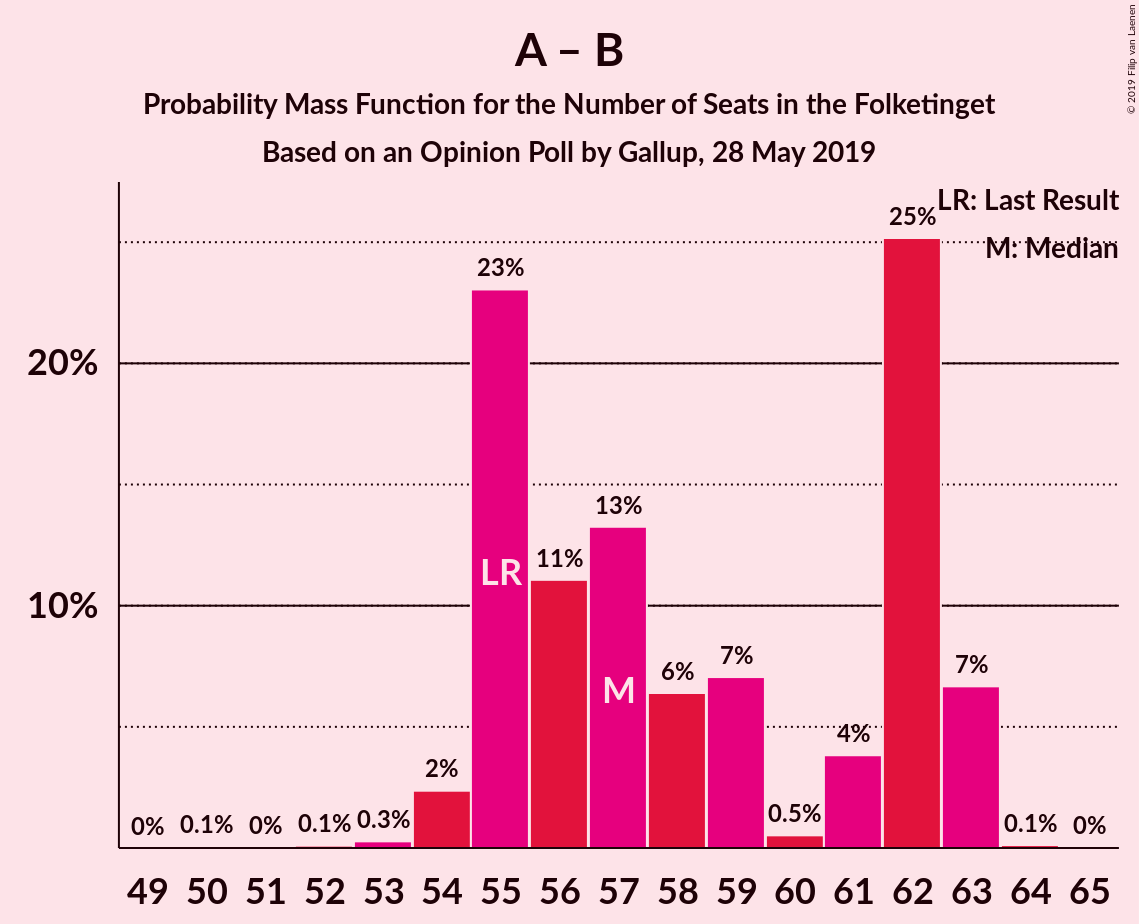 A – B
Probability Mass Function for the Number of Seats in the Folketinget
Based on an Opinion Poll by Gallup, 28 May 2019
© 2019 Filip van Laenen
LR: Last Result
M: Median
25%
23%
20%
13%
11%
LR
10%
M
7%
7%
6%
4%
2%
0.5%
0% 0.1% 0% 0.1% 0.3% 0.1% 0%
49 50 51 52 53 54 55 56 57 58 59 60 61 62 63 64 65